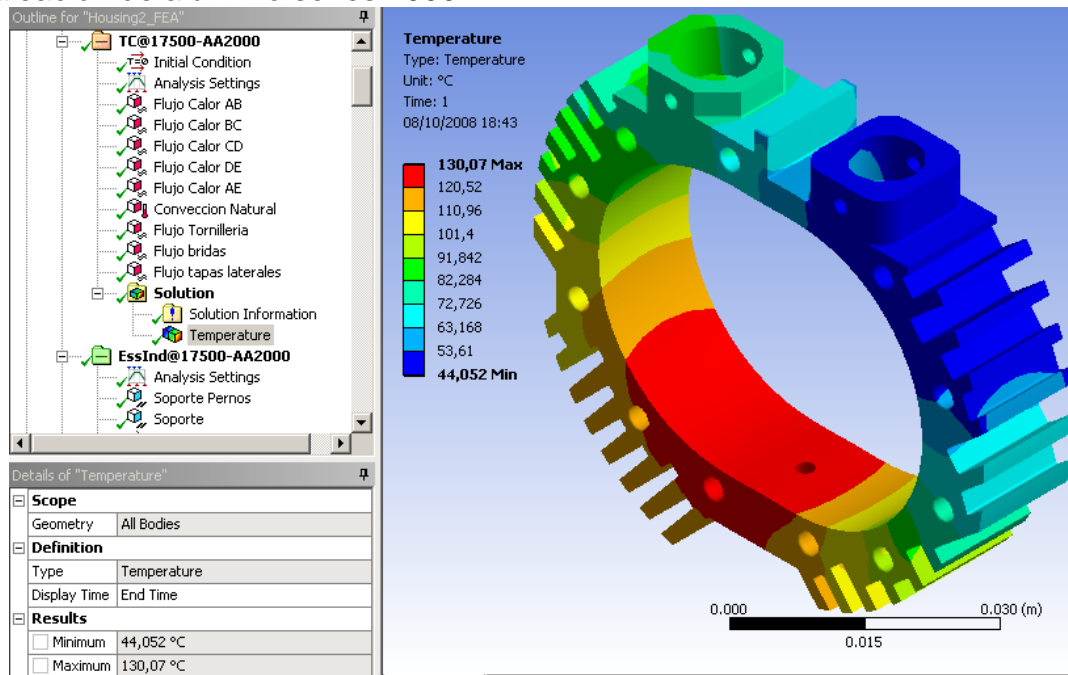 Outline for "Housing2_FEA"
TC@17500-AA2000
T=0 Initial Condition
Analysis Settings
Flujo Calor AB
Flujo Calor BC
Flujo Calor CD
Flujo Calor DE
Flujo Calor AE
Conveccion Natural
Flujo Tornilleria
Flujo bridas
Flujo tapas laterales
Solution
Solution Information
Temperature
EssInd@17500-AA2000
Analysis Settings
Soporte Pernos
Soporte
Details of "Temperature"
Scope
Geometry All Bodies
Definition
Type Temperature
Display Time End Time
Results
Minimum 44,052 °C
Maximum 130,07 °C
Temperature
Type: Temperature
Unit: °C
Time: 1
08/10/2008 18:43
130,07 Max
120,52
110,96
101,4
91,842
82,284
72,726
63,168
53,61
44,052 Min
0.000 0.030 (m)
0.015